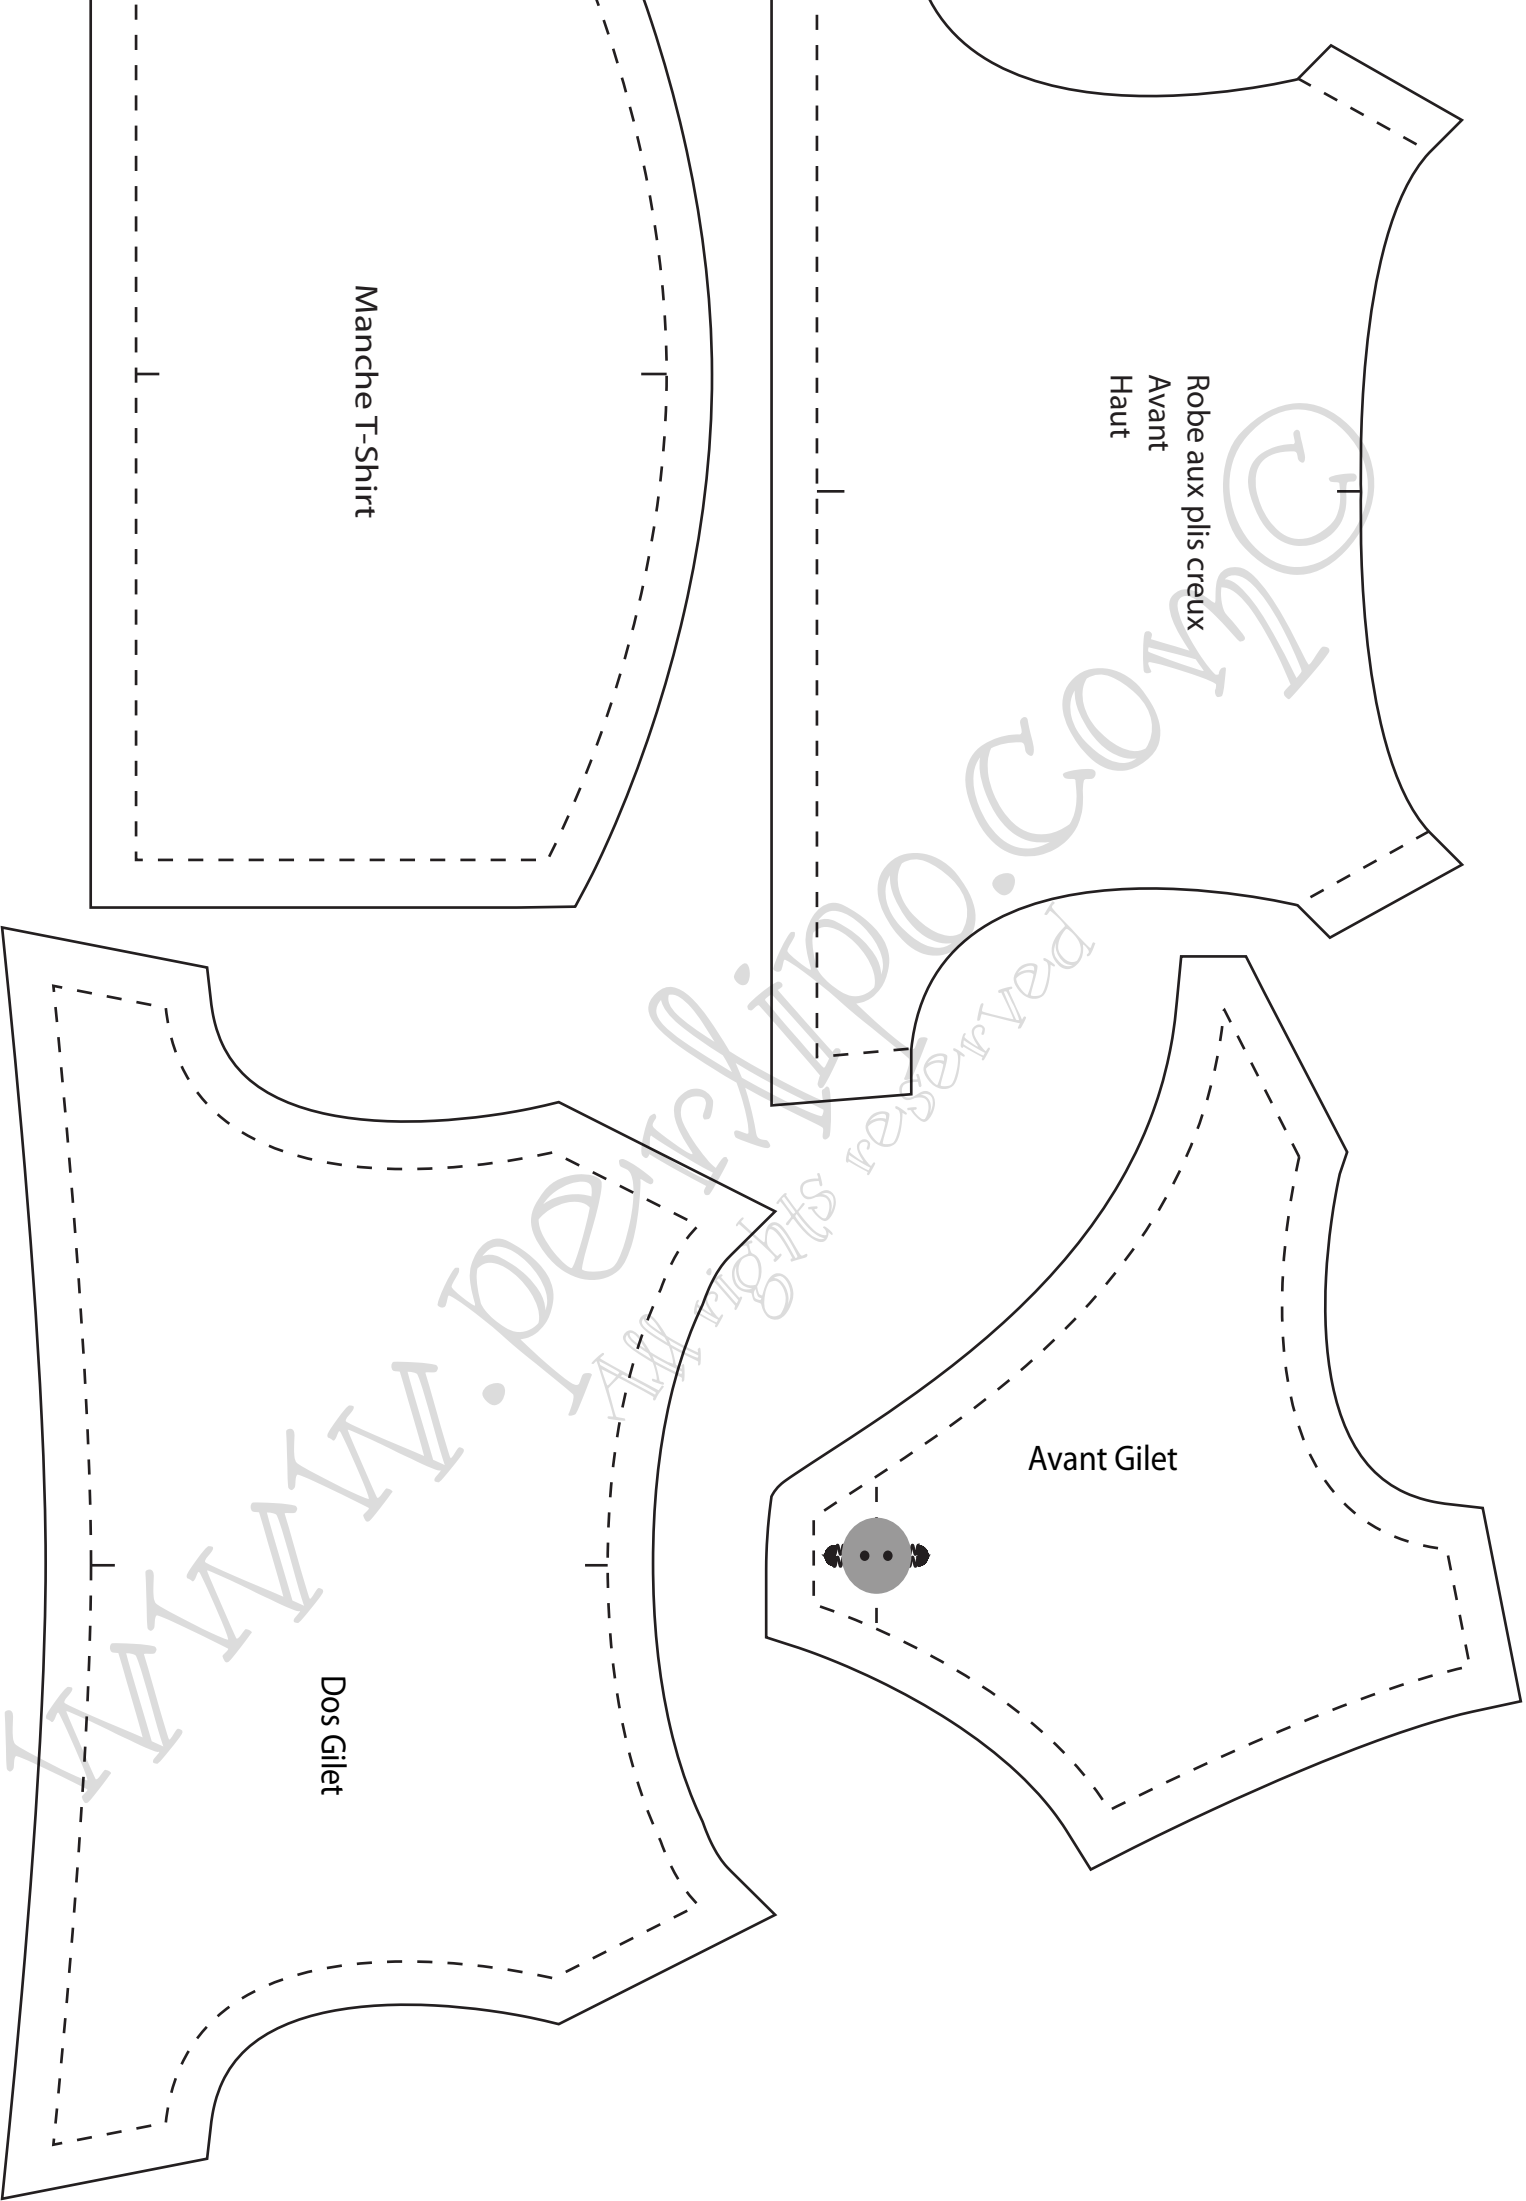 Manche T-Shirt
Robe aux plis creux
Avant
Haut
Avant Gilet
Dos Gilet
www.perlipo.com©
All rights reserved